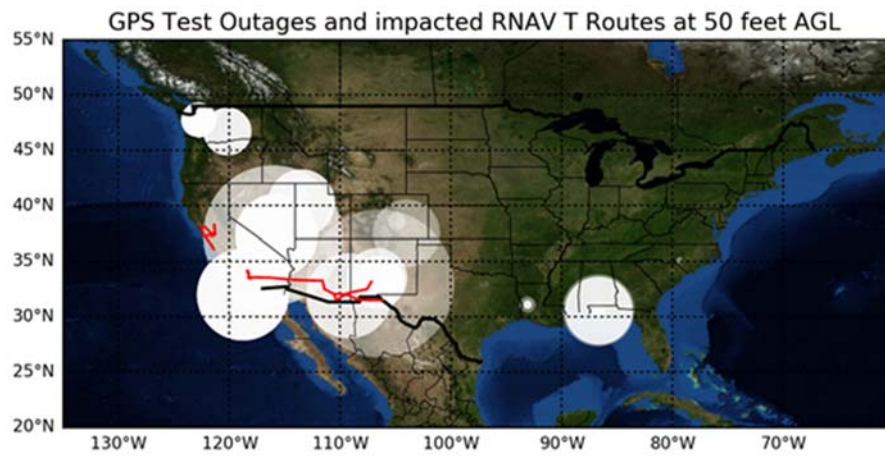 GPS Test Outages and impacted RNAV T Routes at 50 feet AGL
55°N
50°N
45°N
40°N
35°N
30°N
25°N
20°N
130°W 120°W 110°W 100°W 90°W 80°W 70°W